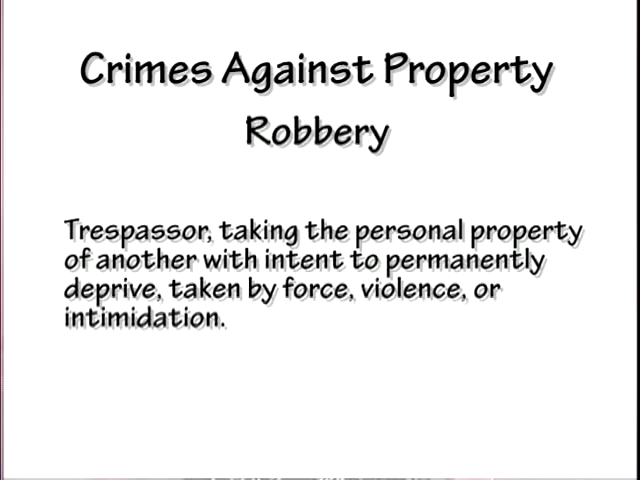 Crimes Against Property
Robbery
Trespassor, taking the personal property
of another with intent to permanently
deprive, taken by force, violence, or
intimidation.